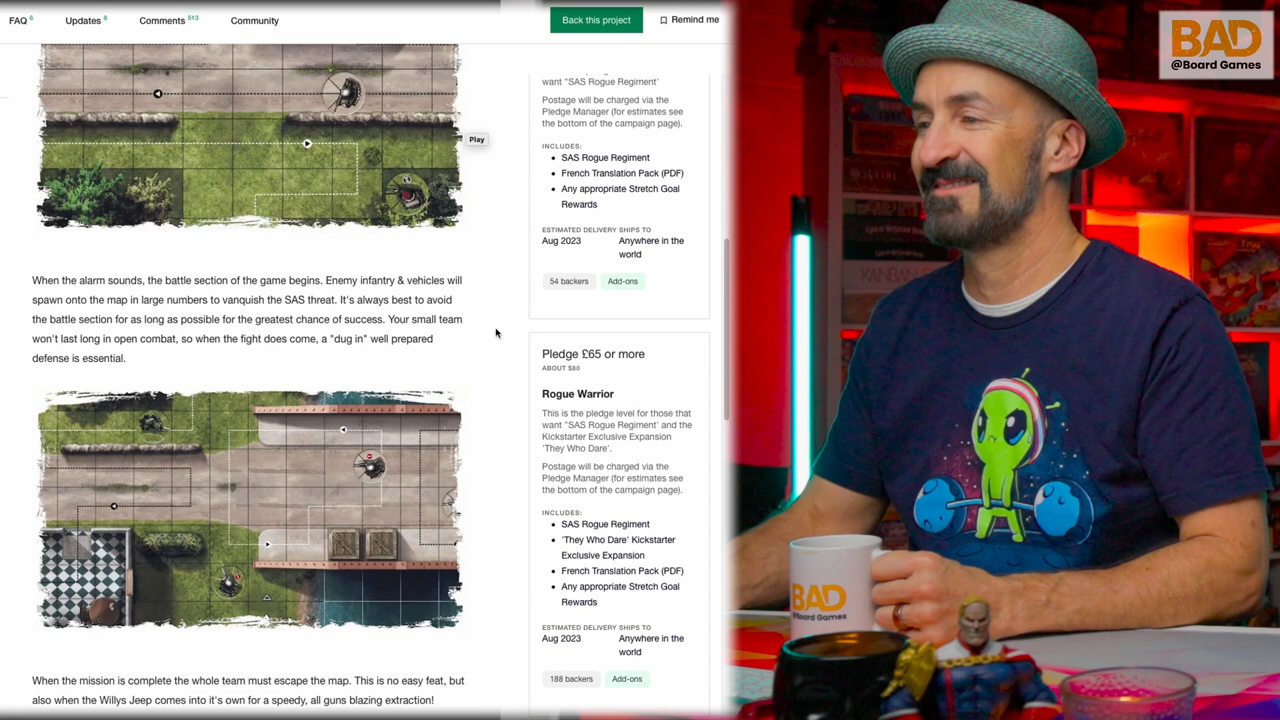 FAQ 6
Updates 8
Comments 513
Community
Back this project
Remind me
Play
When the alarm sounds, the battle section of the game begins. Enemy infantry & vehicles will
spawn onto the map in large numbers to vanquish the SAS threat. It's always best to avoid
the battle section for as long as possible for the greatest chance of success. Your small team
won't last long in open combat, so when the fight does come, a "dug in" well prepared
defense is essential.
When the mission is complete the whole team must escape the map. This is no easy feat, but
also when the Willys Jeep comes into it's own for a speedy, all guns blazing extraction!
want "SAS Rogue Regiment'
Postage will be charged via the
Pledge Manager (for estimates see
the bottom of the campaign page).
INCLUDES:
SAS Rogue Regiment
French Translation Pack (PDF)
Any appropriate Stretch Goal
Rewards
ESTIMATED DELIVERY SHIPS TO
Aug 2023 Anywhere in the
world
54 backers
Add-ons
Pledge £65 or more
ABOUT $80
Rogue Warrior
This is the pledge level for those that
want "SAS Rogue Regiment' and the
Kickstarter Exclusive Expansion
'They Who Dare'.
Postage will be charged via the
Pledge Manager (for estimates see
the bottom of the campaign page).
INCLUDES:
SAS Rogue Regiment
'They Who Dare' Kickstarter
Exclusive Expansion
French Translation Pack (PDF)
Any appropriate Stretch Goal
Rewards
ESTIMATED DELIVERY SHIPS TO
Aug 2023 Anywhere in the
world
188 backers
Add-ons
BAD
@Board Games
KANBAN
BAD
@Board Games